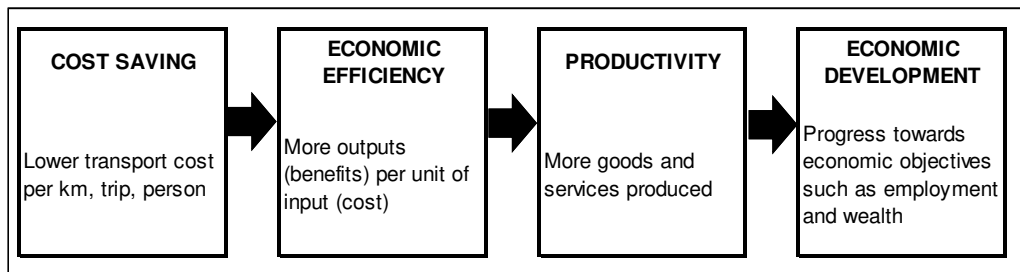 COST SAVING
Lower transport cost
per km, trip, person
ECONOMIC
EFFICIENCY
More outputs
(benefits) per unit of
input (cost)
PRODUCTIVITY
More goods and
services produced
ECONOMIC
DEVELOPMENT
Progress towards
economic objectives
such as employment
and wealth